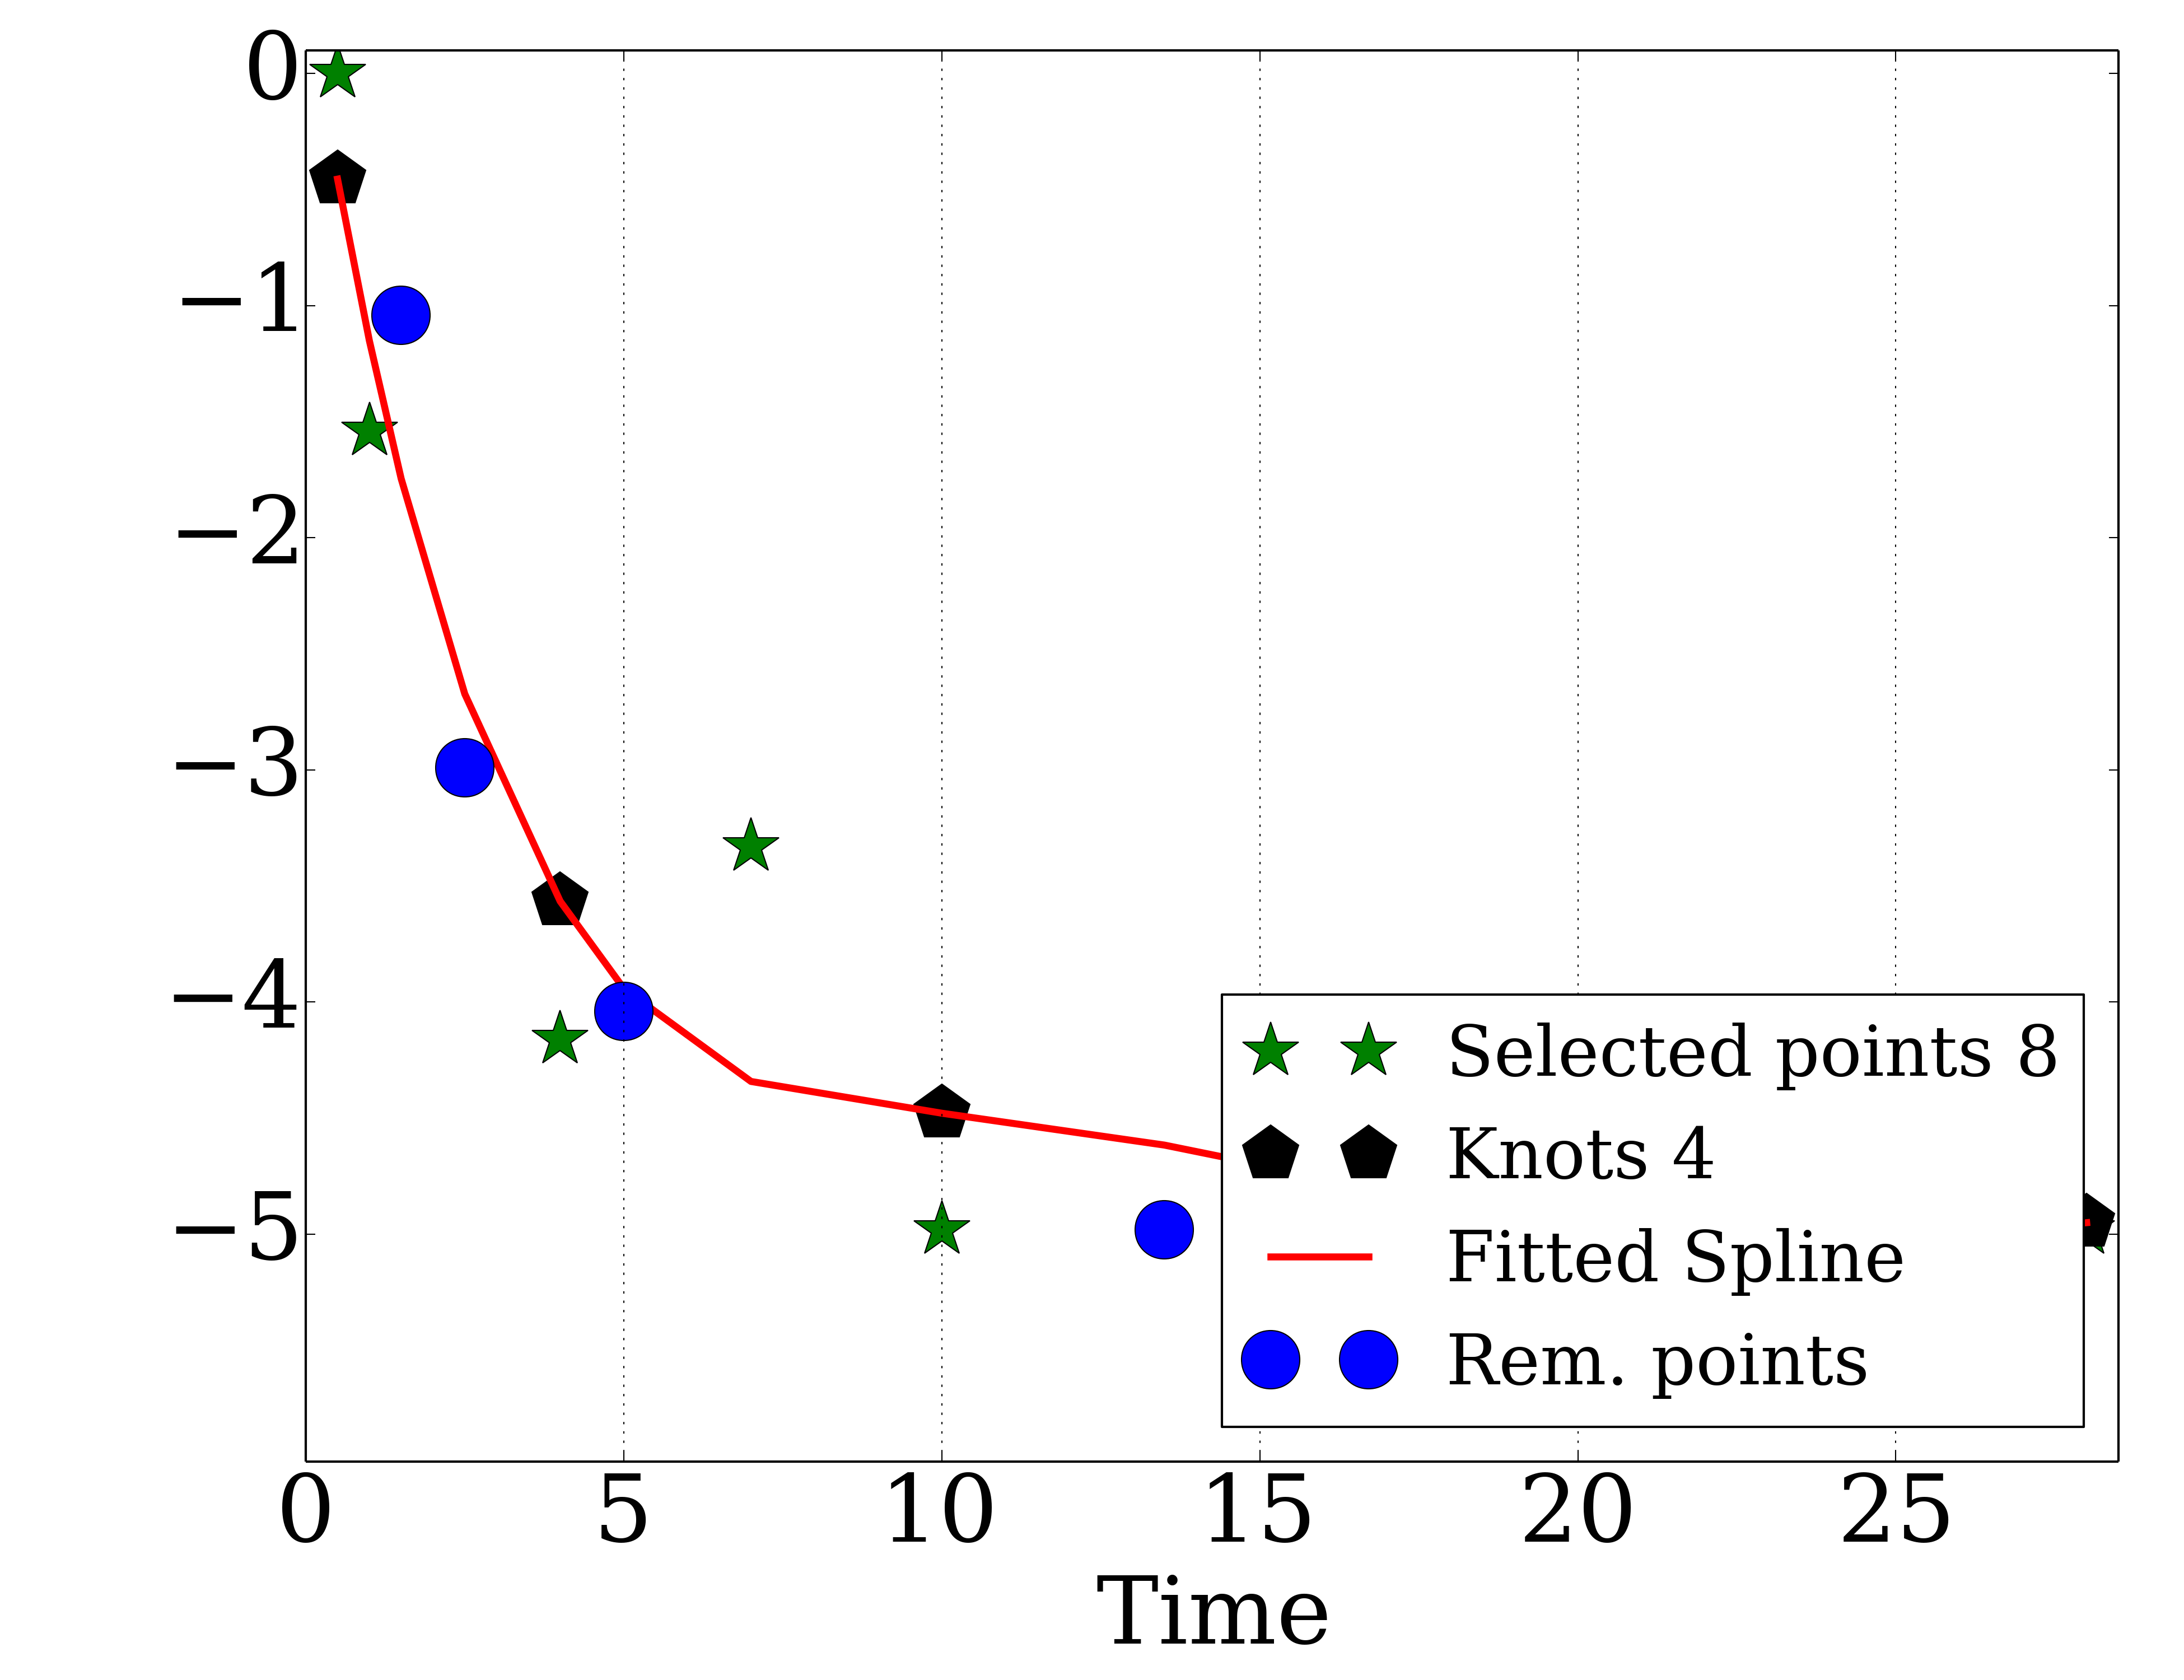 0
−1
−2
−3
−4
−5
Selected points 8
Knots 4
Fitted Spline
Rem. points
0 5 10 15 20 25
Time